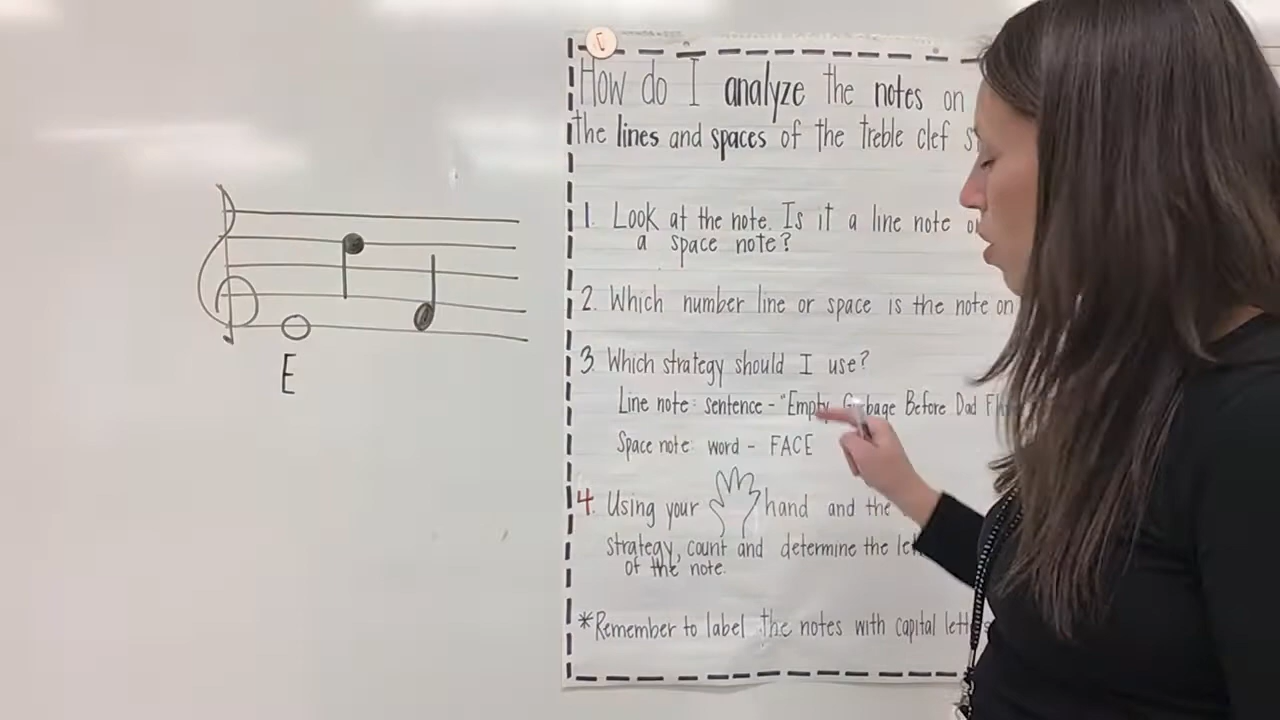 How do I analyze the notes on
the lines and spaces of the treble clef
1. Look at the note. Is it a line note
a space note?
2. Which number line or space is the note on
3. Which strategy should I use?
Line note: sentence - "Empty Garbage Before Dad
Space note: word - FACE
4. Using your hand and the
strategy, count and determine the
of the note.
*Remember to label the notes with capital
E